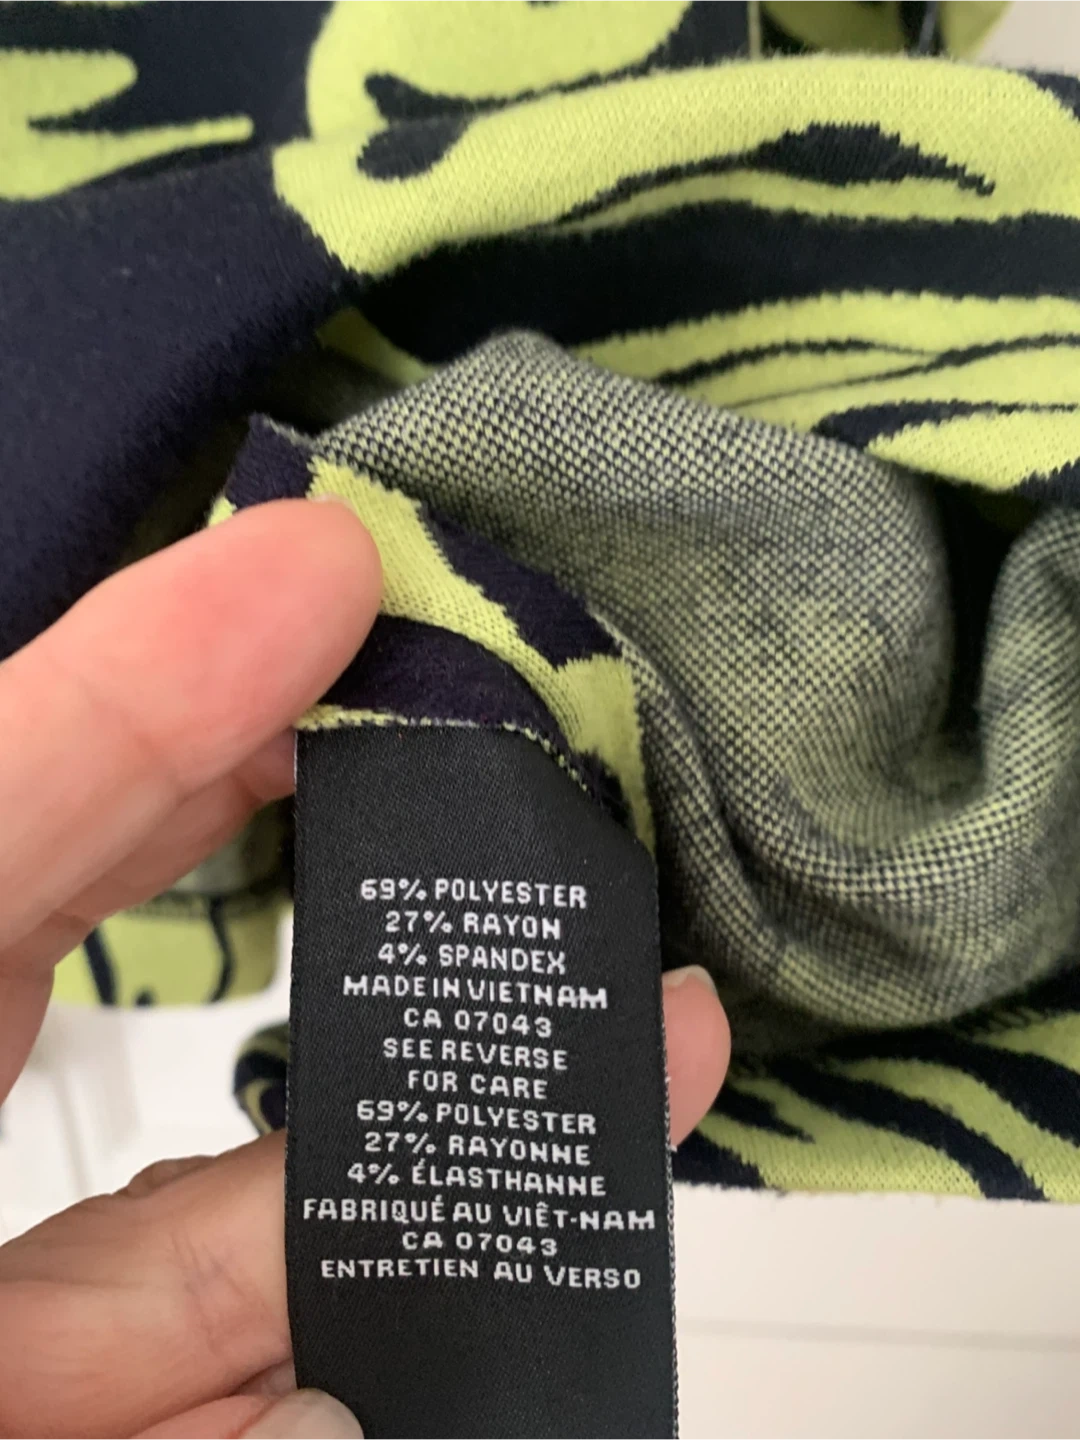 69% POLYESTER
27% RAYON
4% SPANDEX
MADE IN VIETNAM
CA 07043
SEE REVERSE
FOR CARE
69% POLYESTER
27% RAYONNE
4% ÉLASTHANNE
FABRIQUÉ AU VIÊT-NAM
CA 07043
ENTRETIEN AU VERSO